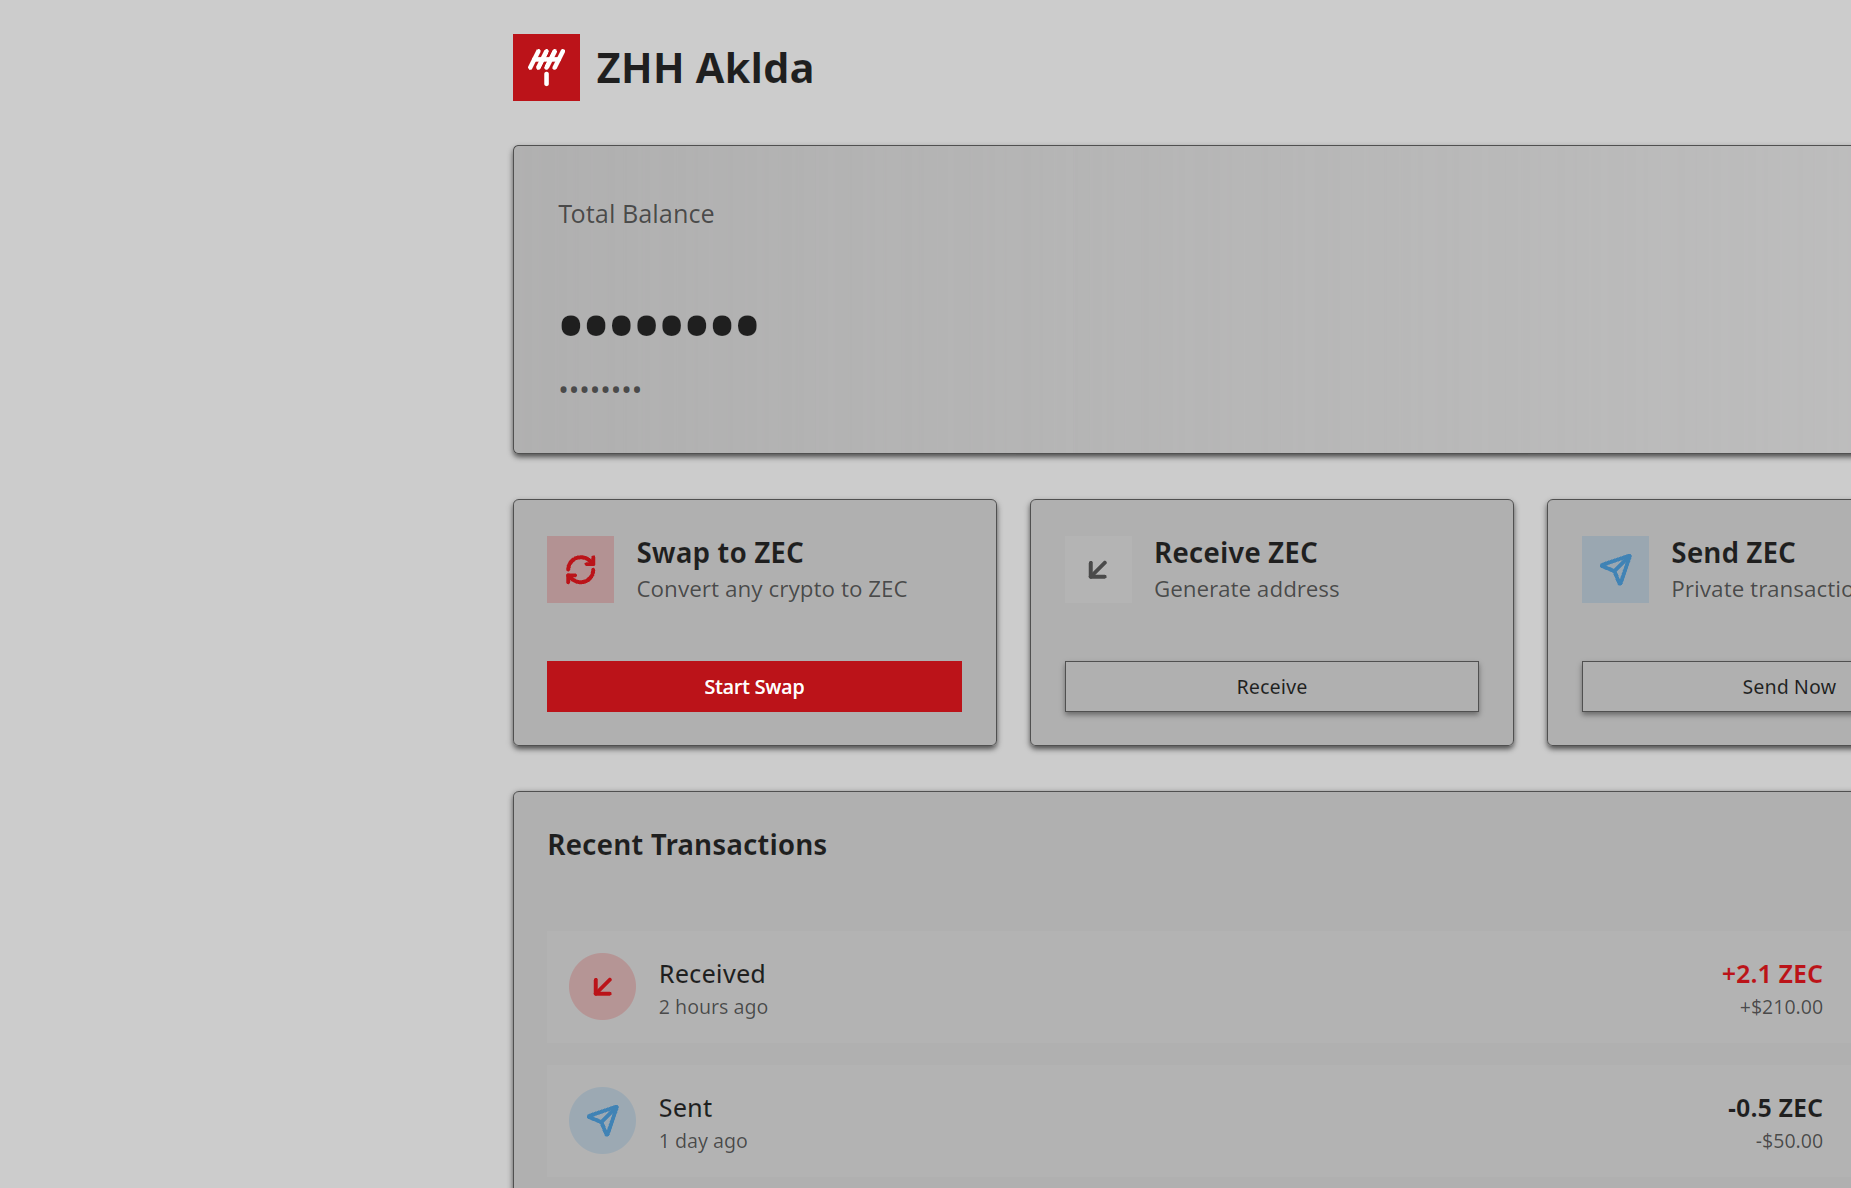 ZHH Aklda
Total Balance
••••••••
••••••••
Swap to ZEC
Convert any crypto to ZEC
Start Swap
Receive ZEC
Generate address
Receive
Send ZEC
Private transactio
Send Now
Recent Transactions
Received
2 hours ago
+2.1 ZEC
+$210.00
Sent
1 day ago
-0.5 ZEC
-$50.00